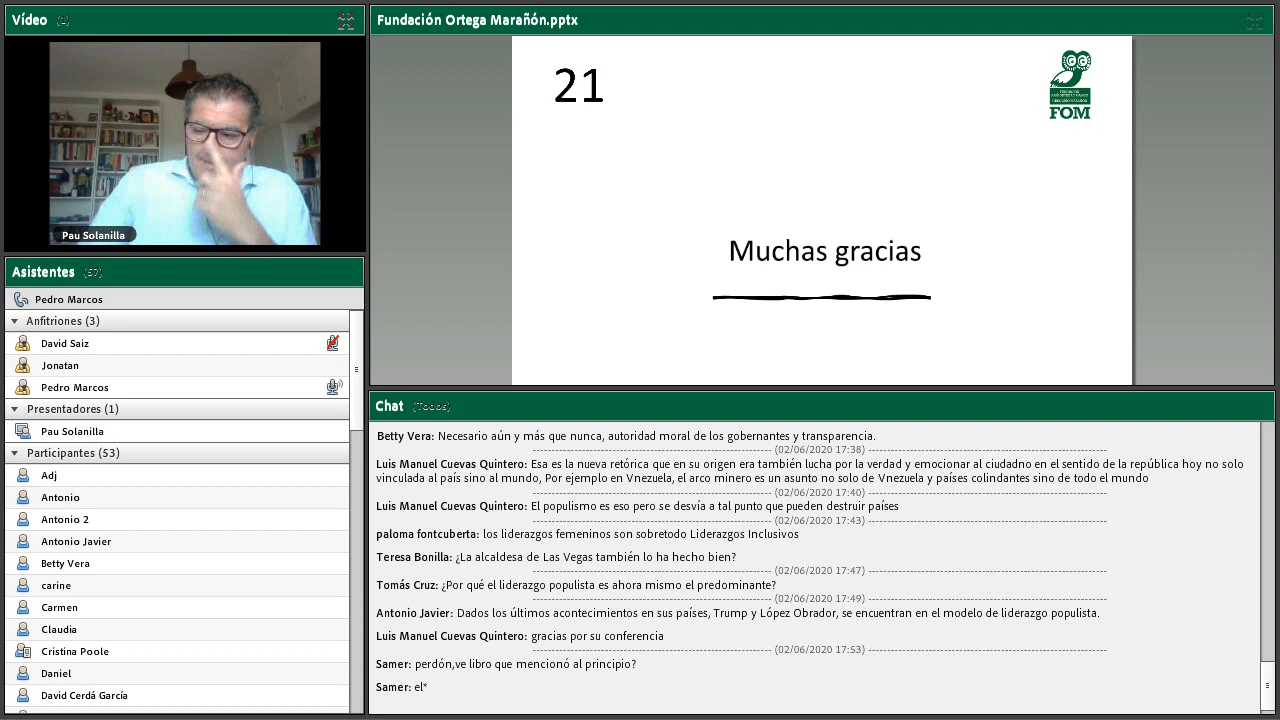 Vídeo (1)
Pau Solanilla
Asistentes (57)
Pedro Marcos
Anfitriones (3)
David Saiz
Jonatan
Pedro Marcos
Presentadores (1)
Pau Solanilla
Participantes (53)
Adj
Antonio
Antonio 2
Antonio Javier
Betty Vera
carine
Carmen
Claudia
Cristina Poole
Daniel
David Cerdá García
Fundación Ortega Marañón.pptx
21
FOM
Muchas gracias
Chat (Todos)
Betty Vera: Necesario aún y más que nunca, autoridad moral de los gobernantes y transparencia.
(02/06/2020 17:38)
Luis Manuel Cuevas Quintero: Esa es la nueva retórica que en su origen era también lucha por la verdad y emocionar al ciudadno en el sentido de la república hoy no solo
vinculada al país sino al mundo, Por ejemplo en Vnezuela, el arco minero es un asunto no solo de Vnezuela y países colindantes sino de todo el mundo
(02/06/2020 17:40)
Luis Manuel Cuevas Quintero: El populismo es eso pero se desvía a tal punto que pueden destruir países
(02/06/2020 17:43)
paloma fontcuberta: los liderazgos femeninos son sobretodo Liderazgos Inclusivos
Teresa Bonilla: ¿La alcaldesa de Las Vegas también lo ha hecho bien?
(02/06/2020 17:47)
Tomás Cruz: ¿Por qué el liderazgo populista es ahora mismo el predominante?
(02/06/2020 17:49)
Antonio Javier: Dados los últimos acontecimientos en sus países, Trump y López Obrador, se encuentran en el modelo de liderazgo populista.
Luis Manuel Cuevas Quintero: gracias por su conferencia
(02/06/2020 17:53)
Samer: perdón,ve libro que mencionó al principio?
Samer: el*